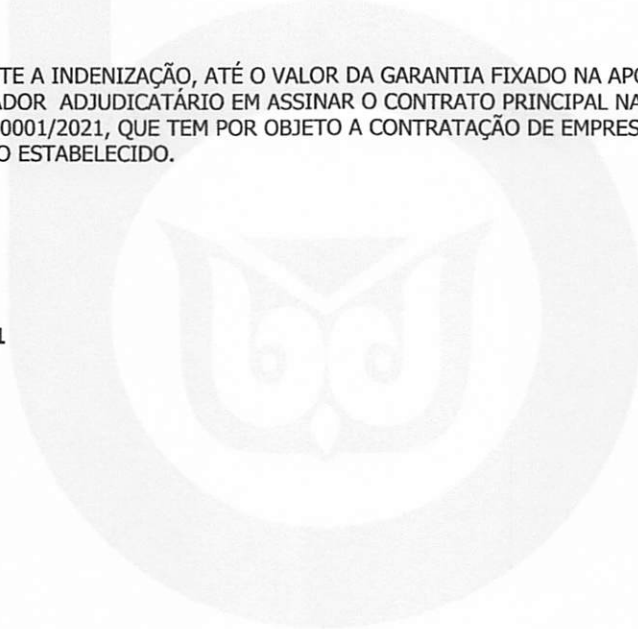 TE A INDENIZAÇÃO, ATÉ O VALOR DA GARANTIA FIXADO NA APÓ
ADOR ADJUDICATÁRIO EM ASSINAR O CONTRATO PRINCIPAL NA
0001/2021, QUE TEM POR OBJETO A CONTRATAÇÃO DE EMPRES
O ESTABELECIDO.
1